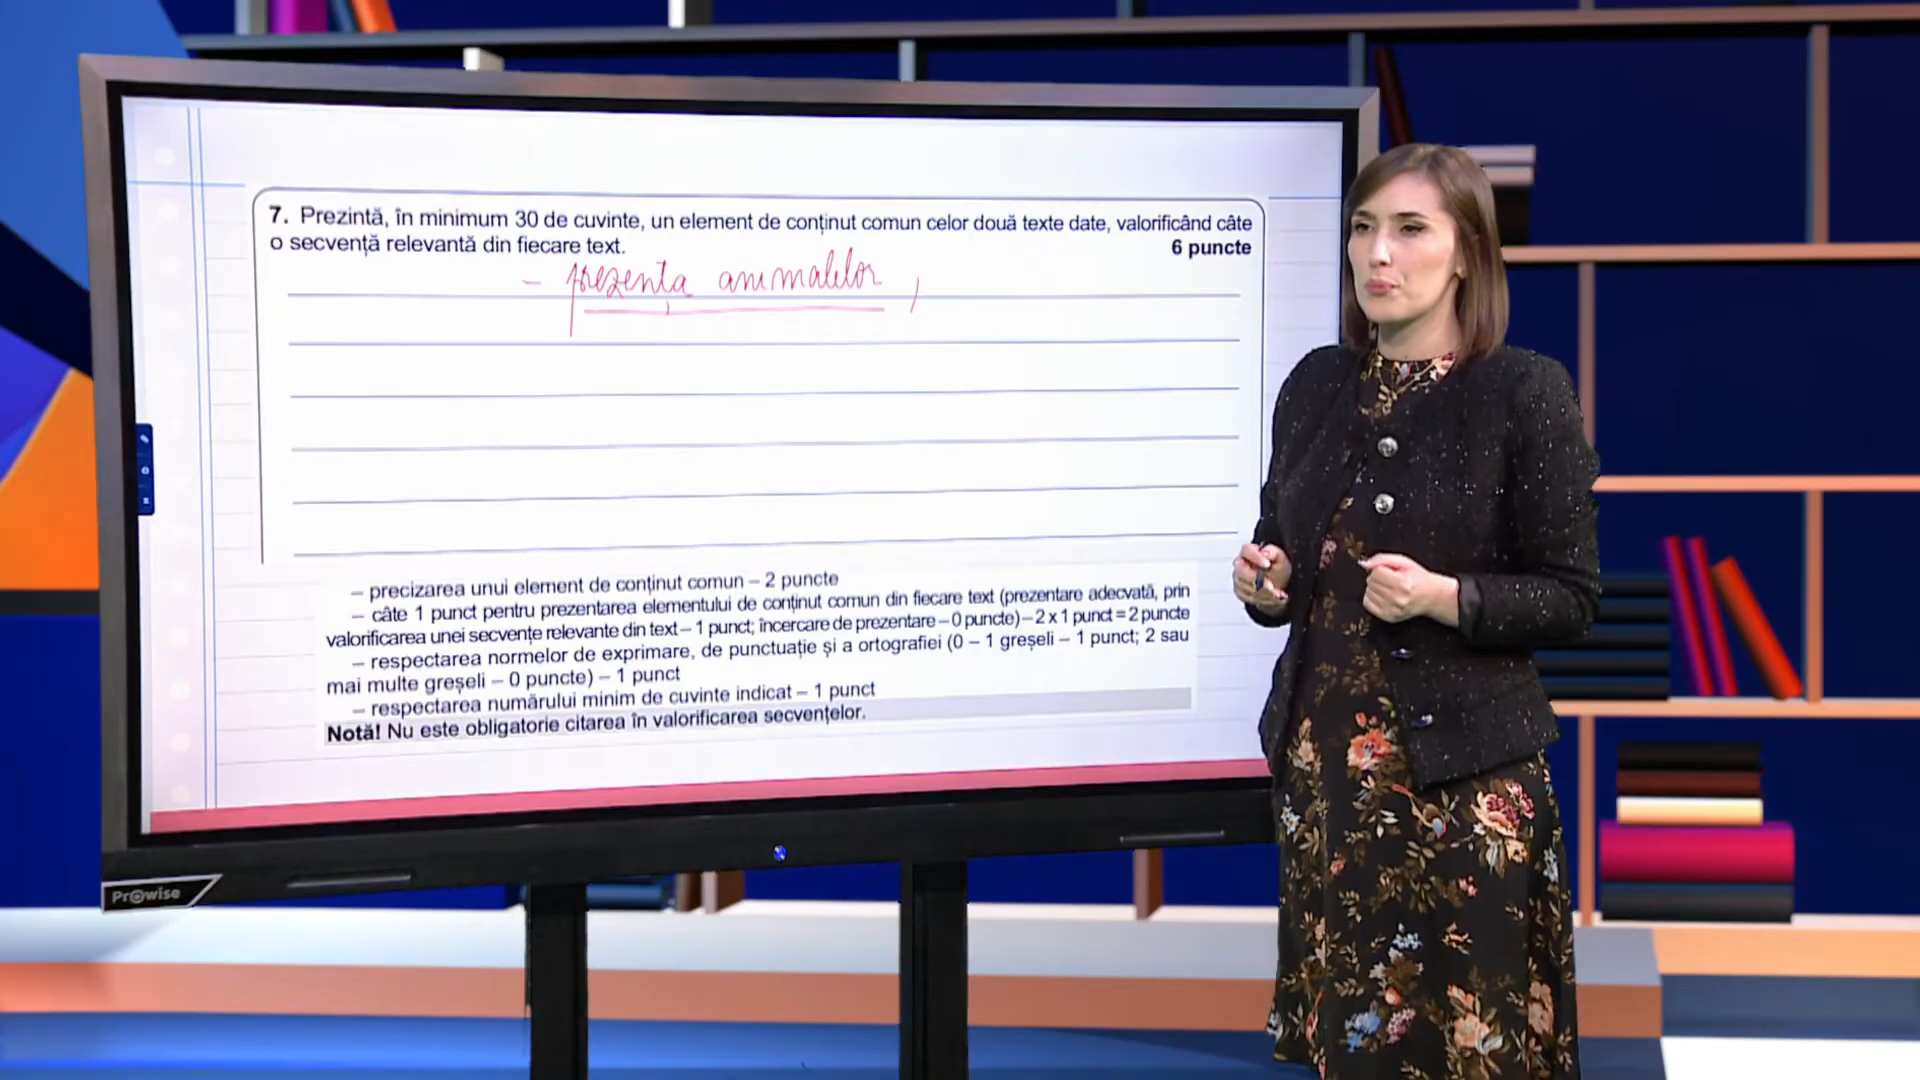 7. Prezintă, în minimum 30 de cuvinte, un element de conținut comun celor două texte date, valorificând câte
o secvență relevantă din fiecare text.
6 puncte
- prezența animalelor,
– precizarea unui element de conținut comun – 2 puncte
– câte 1 punct pentru prezentarea elementului de conținut comun din fiecare text (prezentare adecvată, prin
valorificarea unei secvențe relevante din text – 1 punct; încercare de prezentare – 0 puncte) – 2 x 1 punct = 2 puncte
– respectarea normelor de exprimare, de punctuație și a ortografiei (0 – 1 greșeli – 1 punct; 2 sau
mai multe greșeli – 0 puncte) – 1 punct
– respectarea numărului minim de cuvinte indicat – 1 punct
Notă! Nu este obligatorie citarea în valorificarea secvențelor.
Prowise